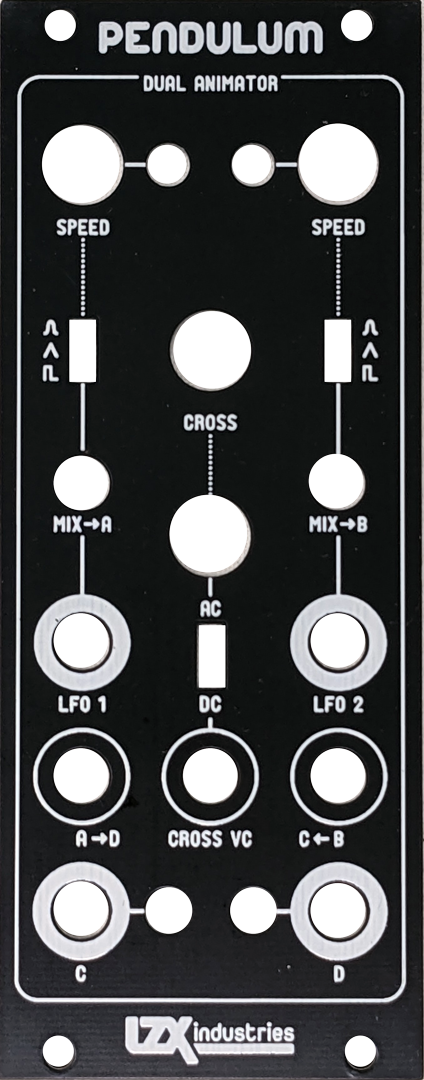 PENDULUM
DUAL ANIMATOR
SPEED SPEED
CROSS
MIX→A MIX→B
AC
LFO 1 DC LFO 2
A→D CROSS VC C←B
C D
LZX industries